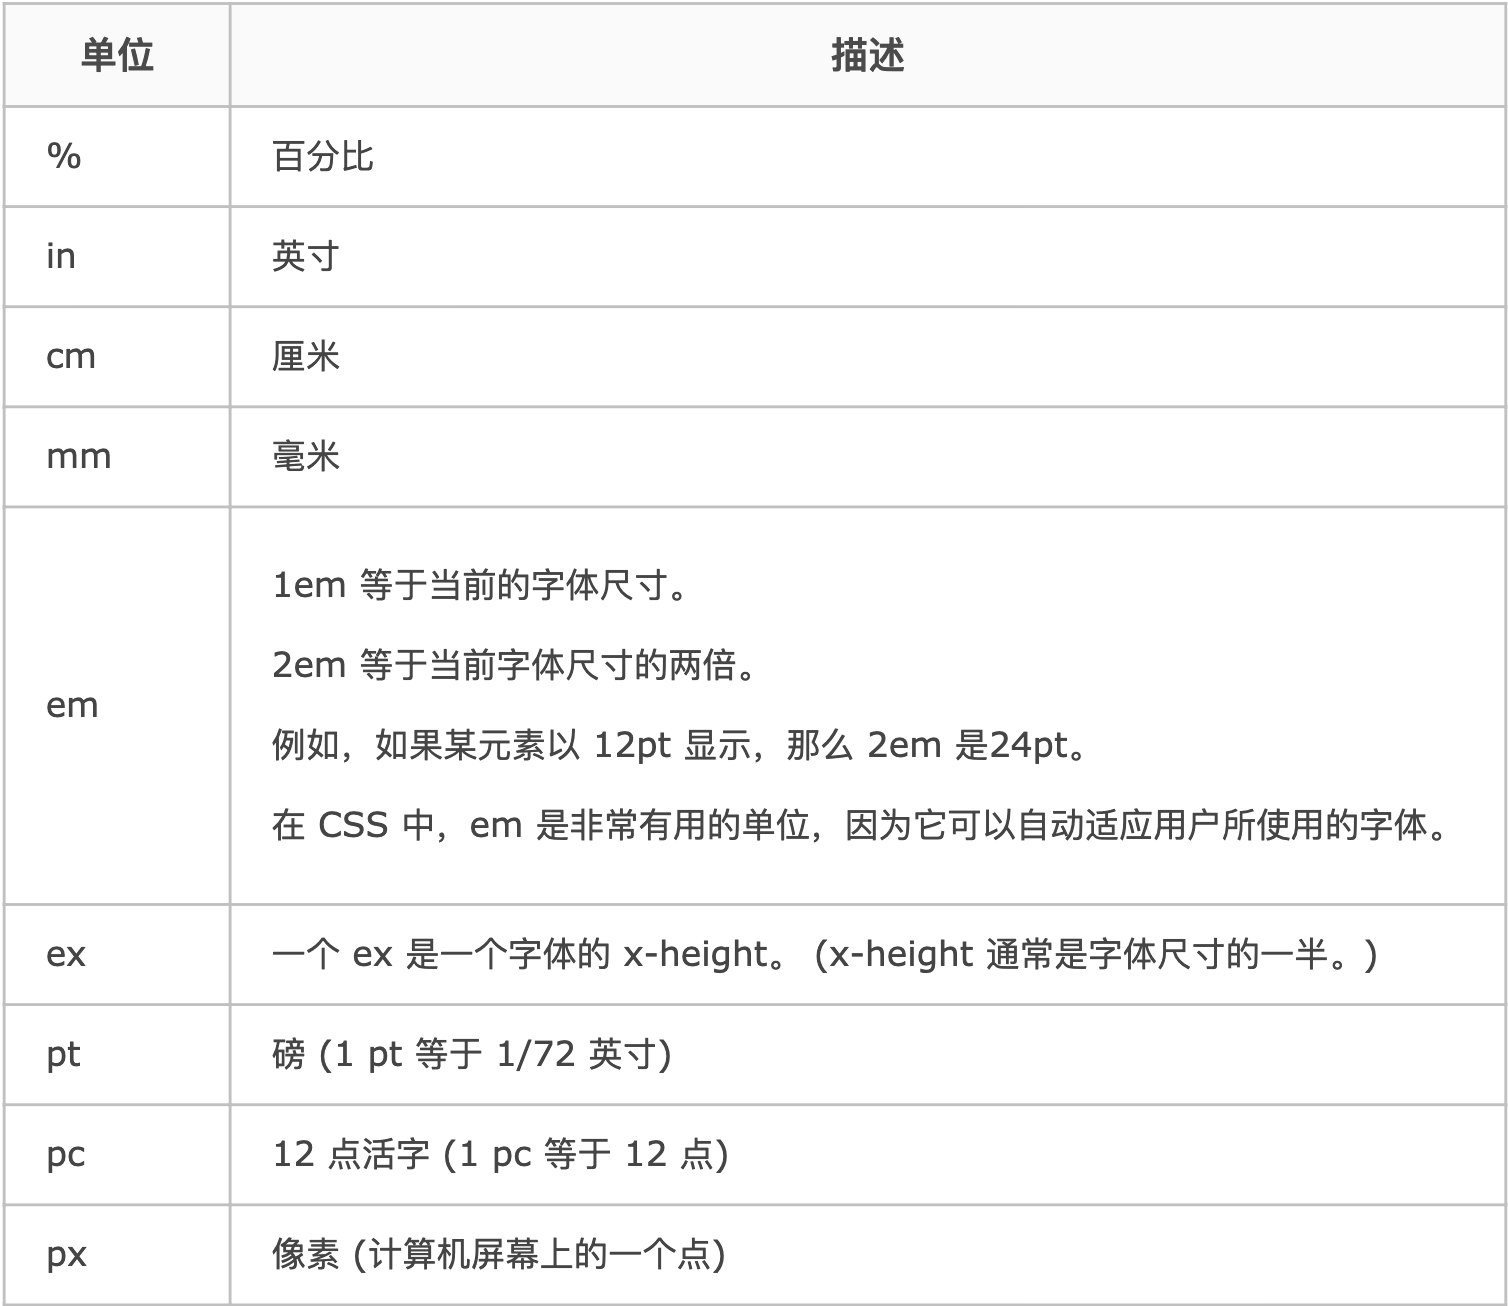 单位 描述
% 百分比
in 英寸
cm 厘米
mm 毫米
1em 等于当前的字体尺寸。
2em 等于当前字体尺寸的两倍。
em
例如，如果某元素以 12pt 显示，那么 2em 是24pt。
在 CSS 中，em 是非常有用的单位，因为它可以自动适应用户所使用的字体。
ex 一个 ex 是一个字体的 x-height。 (x-height 通常是字体尺寸的一半。)
pt 磅 (1 pt 等于 1/72 英寸)
pc 12 点活字 (1 pc 等于 12 点)
px 像素 (计算机屏幕上的一个点)